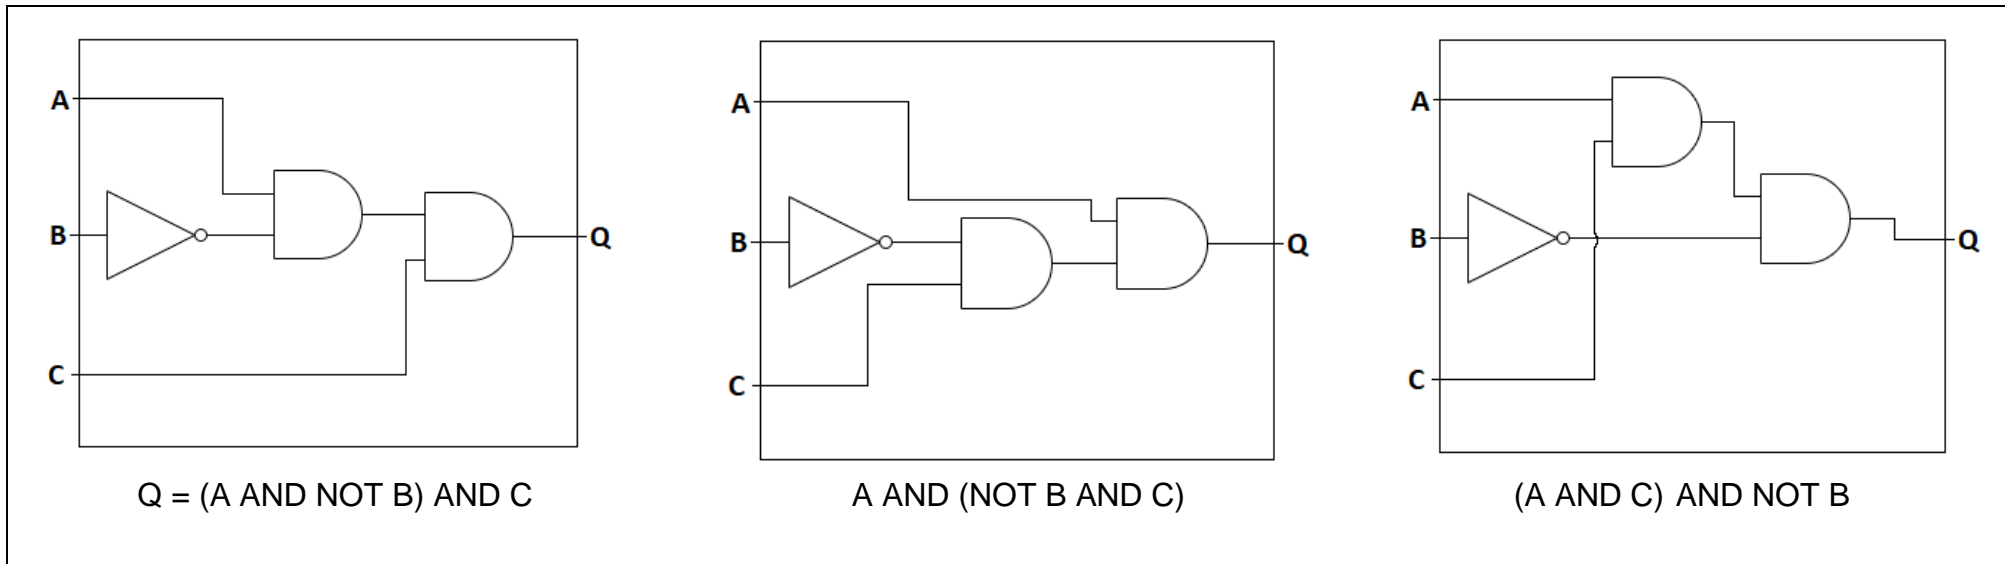 A
B
C
Q
Q = (A AND NOT B) AND C
A
B
C
Q
A AND (NOT B AND C)
A
B
C
Q
(A AND C) AND NOT B